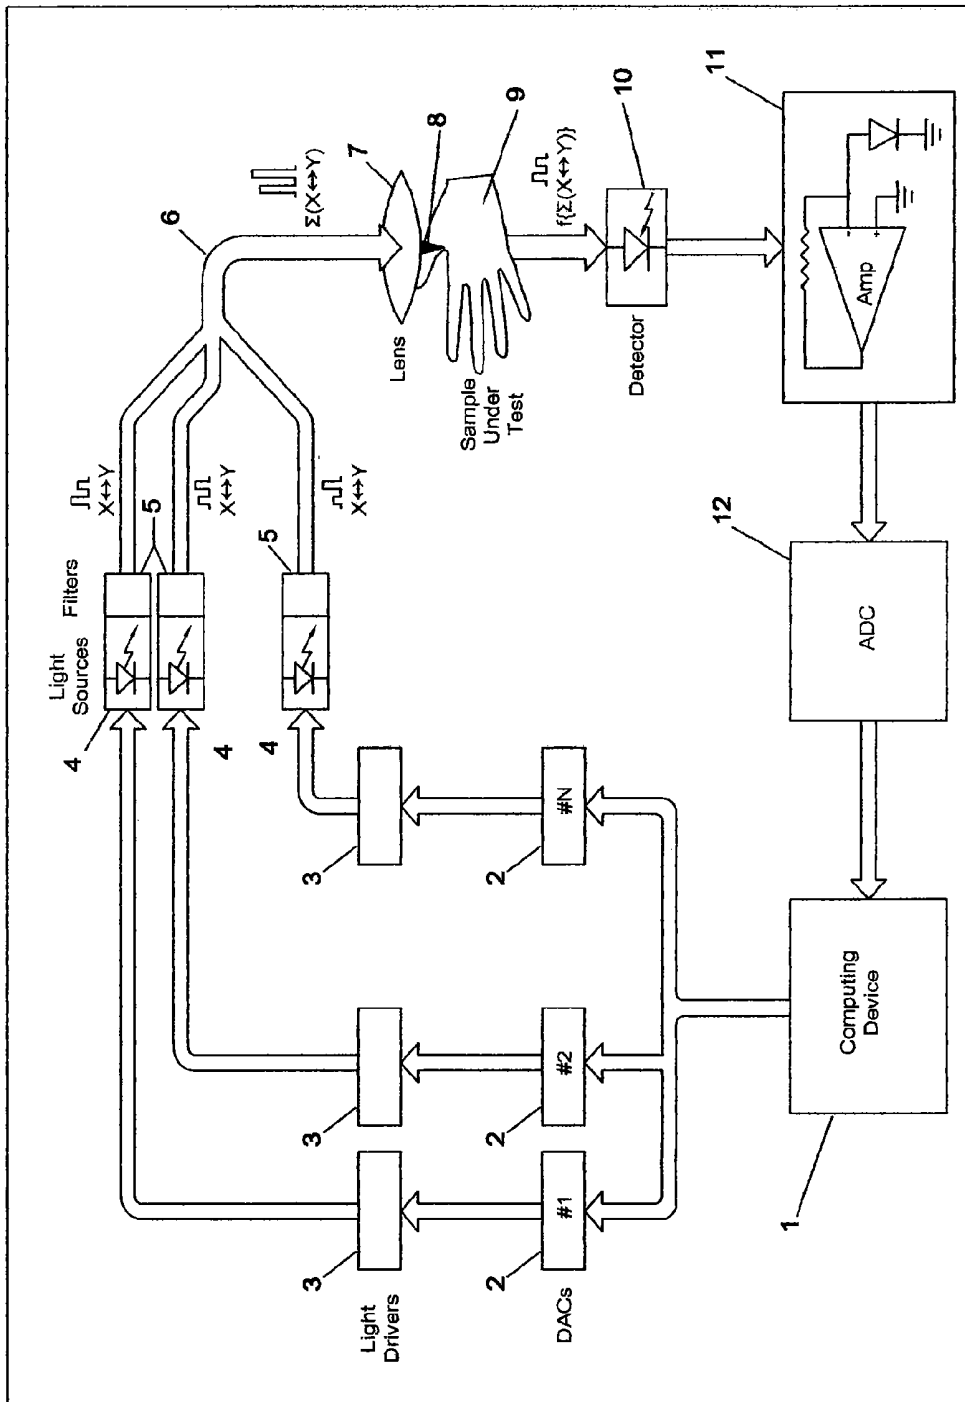 Light
Sources
Filters
4
4
4
5
5
X↔Y
X↔Y
X↔Y
6
Σ(X↔Y)
7
8
9
Lens
Sample
Under
Test
f{Σ(X↔Y)}
10
Detector
11
Amp
-
+
12
ADC
Light
Drivers
3
3
3
DACs
2
#1
2
#2
2
#N
1
Computing
Device